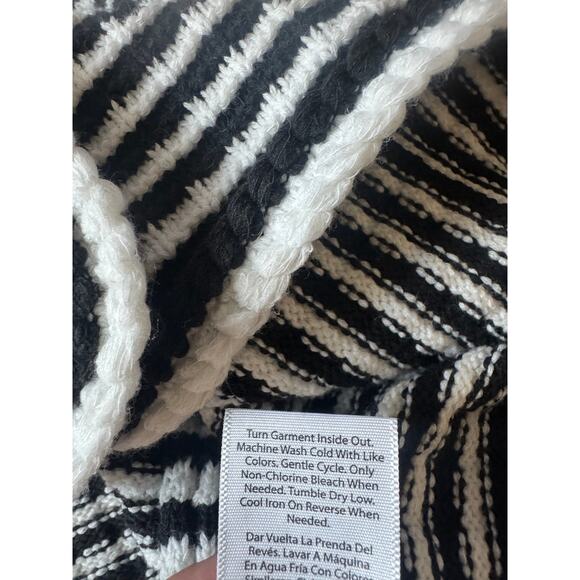 Turn Garment Inside Out.
Machine Wash Cold With Like
Colors. Gentle Cycle. Only
Non-Chlorine Bleach When
Needed. Tumble Dry Low.
Cool Iron On Reverse When
Needed.
Dar Vuelta La Prenda Del
Revés. Lavar A Máquina
En Agua Fría Con Colores